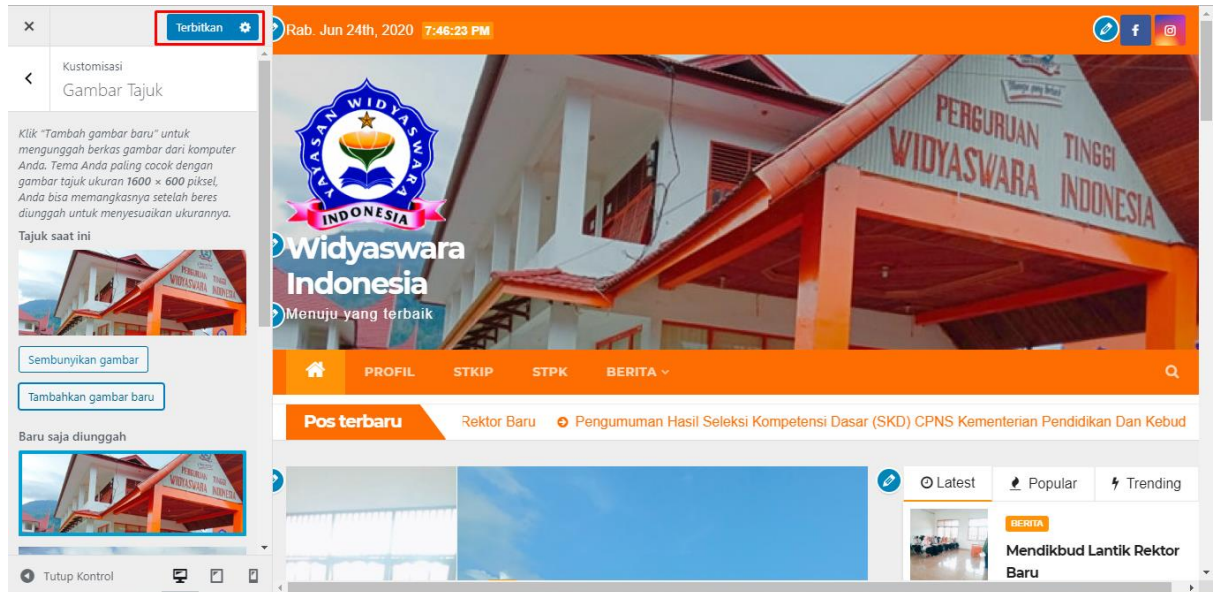 Terbitkan
Kustomisasi
Gambar Tajuk
Klik "Tambah gambar baru" untuk
mengunggah berkas gambar dari komputer
Anda. Tema Anda paling cocok dengan
gambar tajuk ukuran 1600 × 600 piksel,
Anda bisa memangkasnya setelah beres
diunggah untuk menyesuaikan ukurannya.
Tajuk saat ini
Sembunyikan gambar
Tambahkan gambar baru
Baru saja diunggah
Tutup Kontrol
Rab. Jun 24th, 2020 7:46:23 PM
YAYASAN WIDYASWARA
INDONESIA
PERGURUAN TINGGI
WIDYASWARA INDONESIA
Widyaswara
Indonesia
Menuju yang terbaik
PROFIL STKIP STPK BERITA
Pos terbaru Rektor Baru Pengumuman Hasil Seleksi Kompetensi Dasar (SKD) CPNS Kementerian Pendidikan Dan Kebud
Latest Popular Trending
BERITA
Mendikbud Lantik Rektor
Baru